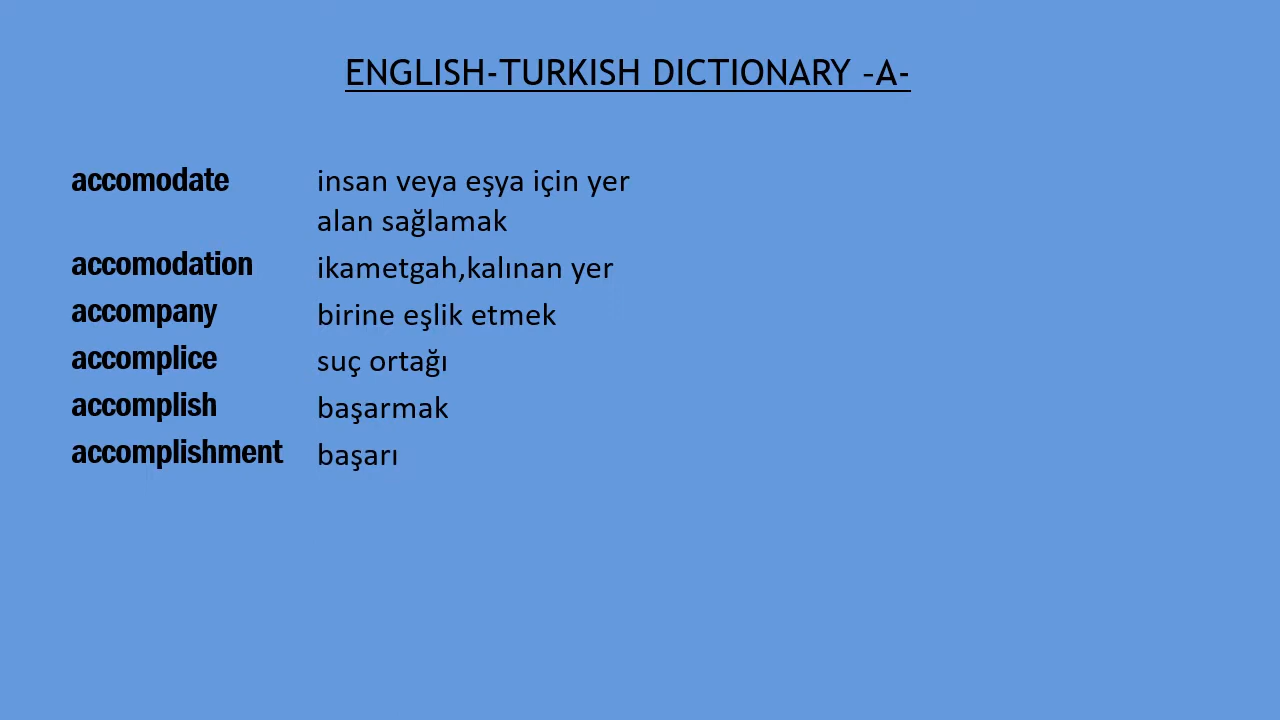 ENGLISH-TURKISH DICTIONARY –A-
accomodate insan veya eşya için yer
alan sağlamak
accomodation ikametgah,kalınan yer
accompany birine eşlik etmek
accomplice suç ortağı
accomplish başarmak
accomplishment başarı